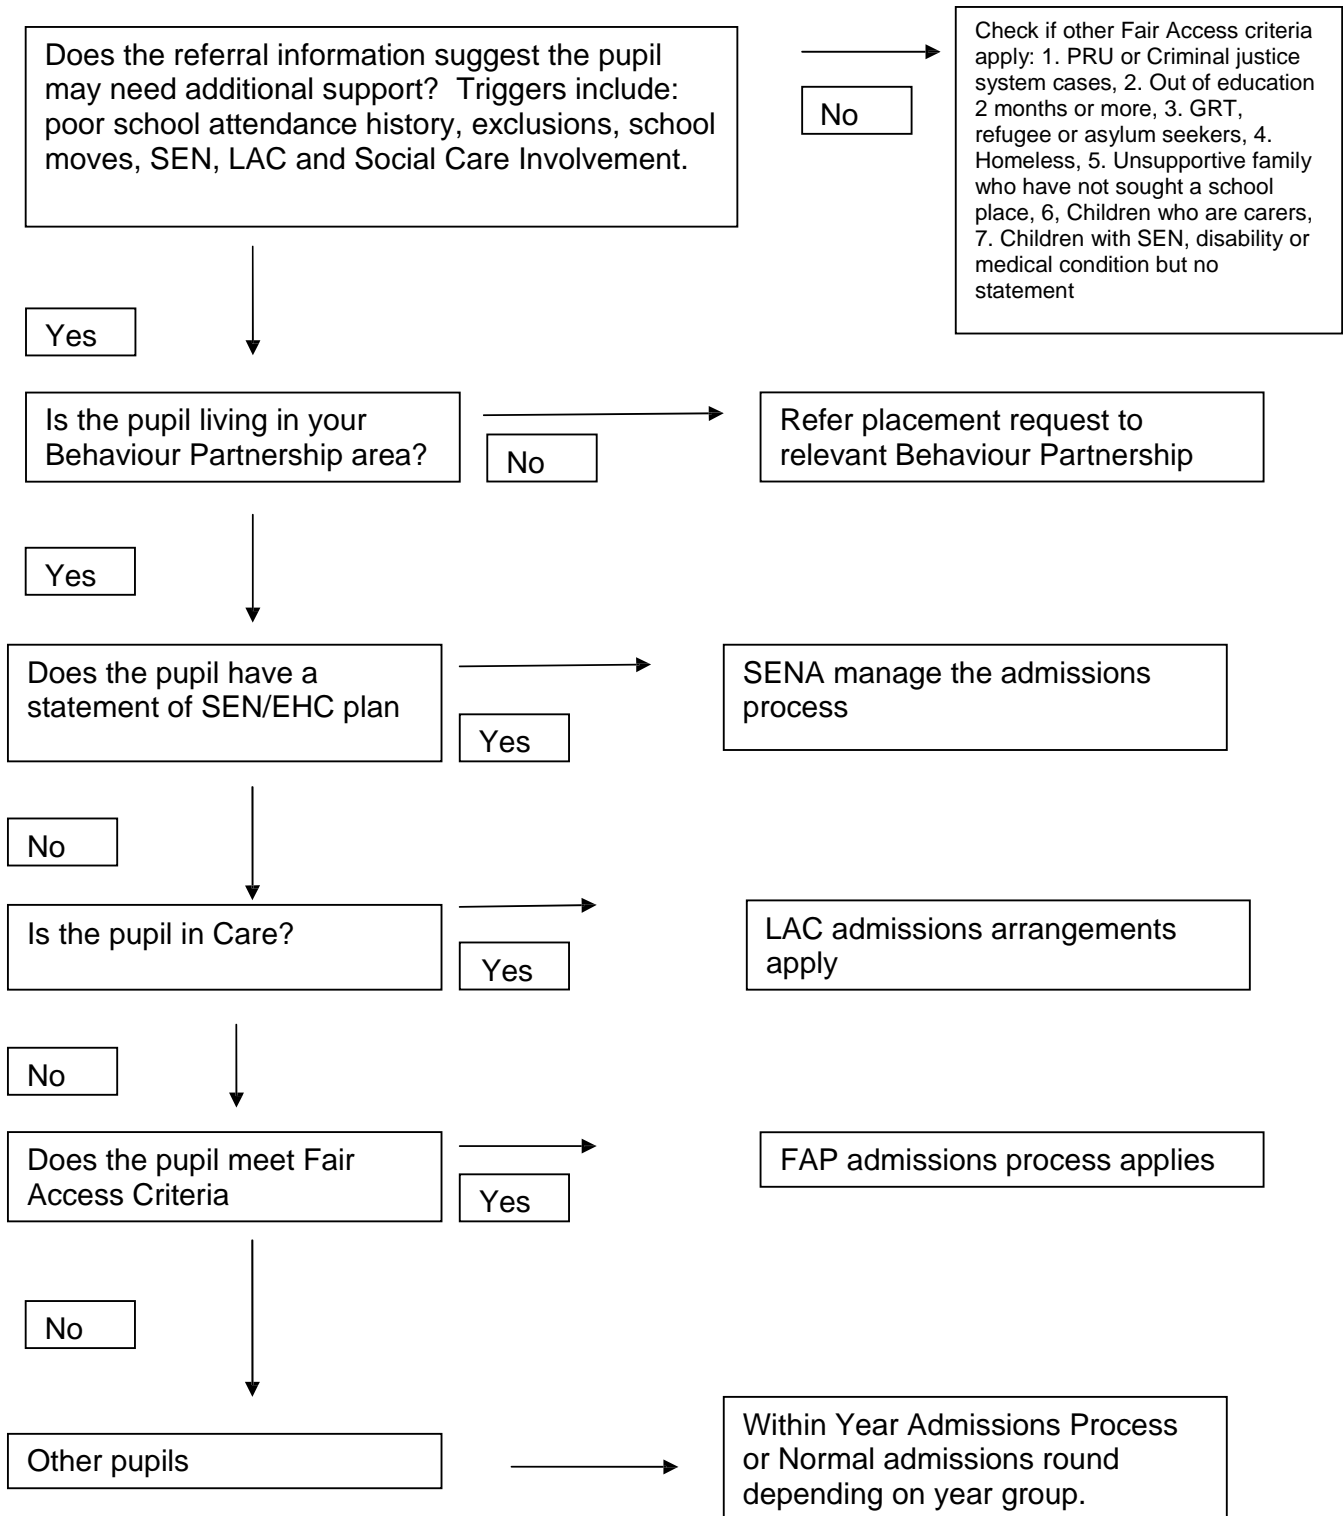 Does the referral information suggest the pupil
may need additional support?  Triggers include:
poor school attendance history, exclusions, school
moves, SEN, LAC and Social Care Involvement.
No
Check if other Fair Access criteria
apply: 1. PRU or Criminal justice
system cases, 2. Out of education
2 months or more, 3. GRT,
refugee or asylum seekers, 4.
Homeless, 5. Unsupportive family
who have not sought a school
place, 6, Children who are carers,
7. Children with SEN, disability or
medical condition but no
statement
Yes
Is the pupil living in your
Behaviour Partnership area?
No
Refer placement request to
relevant Behaviour Partnership
Yes
Does the pupil have a
statement of SEN/EHC plan
Yes
SENA manage the admissions
process
No
Is the pupil in Care?
Yes
LAC admissions arrangements
apply
No
Does the pupil meet Fair
Access Criteria
Yes
FAP admissions process applies
No
Other pupils
Within Year Admissions Process
or Normal admissions round
depending on year group.